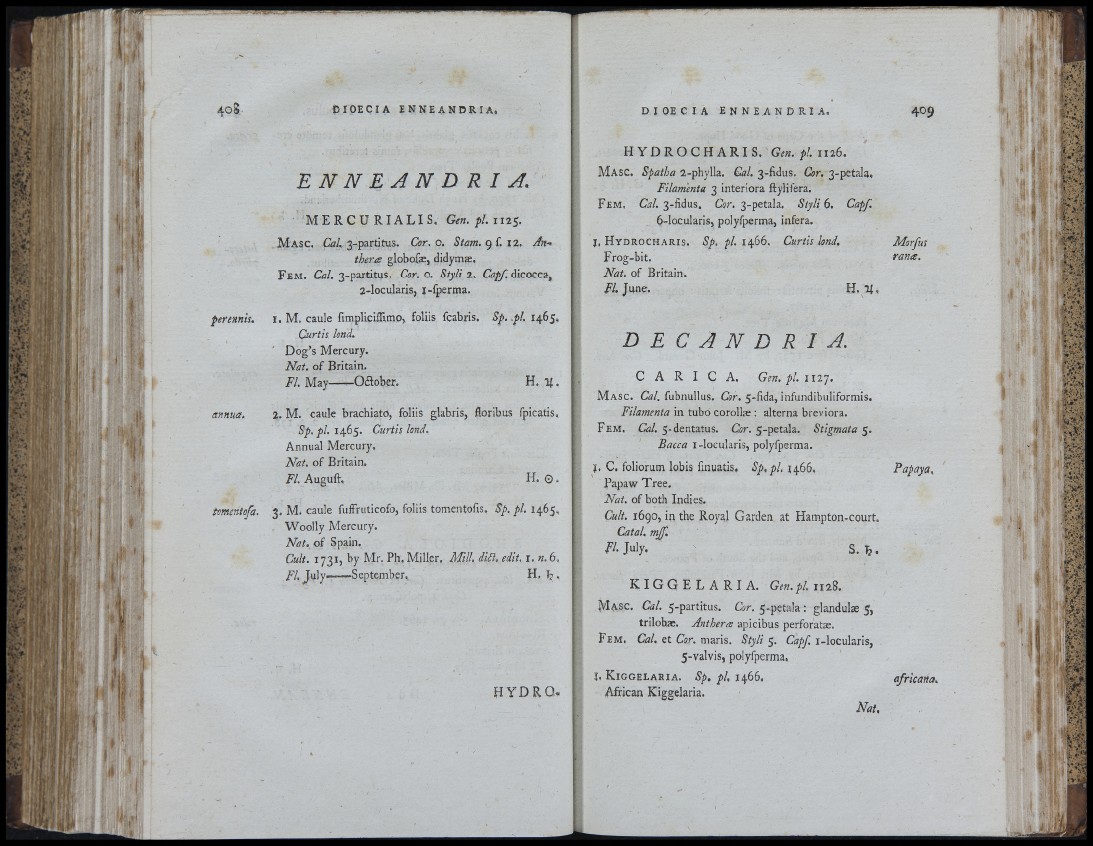 408 DIOECIA ENNEANDRIA.
ENNEANDRIA.
MERCURIALIS. Gen. pl. 1125.
MASC. Cal. 3-partitus. Cor. 0. Stam. 9 ſ. 12. An-
theræ globoſæ, didymæ.
FEM. Cal. 3-partitus. Cor. 0. Styli 2. Capſ. dicocca,
2-locularis, 1-ſperma.
perennis. 1. M. caule ſimpliciſſimo, foliis ſcabris. Sp. pl. 1465.
Curtis lond.
Dog's Mercury.
Nat. of Britain.
Fl. May——October. H. ♃.
annua. 2. M. caule brachiato, foliis glabris, floribus ſpicatis.
Sp. pl. 1465. Curtis lond.
Annual Mercury.
Nat. of Britain.
Fl. Auguſt. H. ☉.
tomentoſa. 3. M. caule ſuffruticoſo, foliis tomentoſis. Sp. pl. 1465.
Woolly Mercury.
Nat. of Spain.
Cult. 1731, by Mr. Ph. Miller. Mill. dict. edit. 1. n. 6.
Fl. July——September. H. ♄.
HYDRO-
DIOECIA ENNEANDRIA. 409
HYDROCHARIS. Gen. pl. 1126.
MASC. Spatha 2-phylla. Cal. 3-fidus. Cor. 3-petala.
Filamenta 3 interiora ſtylifera.
FEM. Cal. 3-fidus. Cor. 3-petala. Styli 6. Capſ.
6-locularis, polyſperma, infera.
1. HYDROCHARIS. Sp. pl. 1466. Curtis lond. Morſus
Frog-bit. ranæ.
Nat. of Britain.
Fl. June. H. ♃.
DECANDRIA.
CARICA. Gen. pl. 1127.
MASC. Cal. ſubnullus. Cor. 5-fida, infundibuliformis.
Filamenta in tubo corollæ: alterna breviora.
FEM. Cal. 5-dentatus. Cor. 5-petala. Stigmata 5.
Bacca 1-locularis, polyſperma.
1. C. foliorum lobis ſinuatis. Sp. pl. 1466. Papaya.
Papaw Tree.
Nat. of both Indies.
Cult. 1690, in the Royal Garden at Hampton-court.
Catal. mſſ.
Fl. July. S. ♄.
KIGGELARIA. Gen. pl. 1128.
MASC. Cal. 5-partitus. Cor. 5-petala: glandulæ 5,
trilobæ. Antheræ apicibus perforatæ.
FEM. Cal. et Cor. maris. Styli 5. Capſ. 1-locularis,
5-valvis, polyſperma.
1. KIGGELARIA. Sp. pl. 1466. africana.
African Kiggelaria.
Nat.